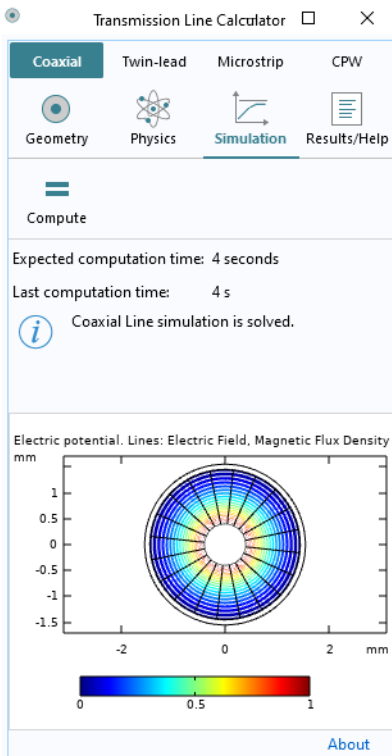 Transmission Line Calculator
Coaxial Twin-lead Microstrip CPW
Geometry Physics Simulation Results/Help
Compute
Expected computation time: 4 seconds
Last computation time: 4 s
i Coaxial Line simulation is solved.
Electric potential. Lines: Electric Field, Magnetic Flux Density
mm
1
0.5
0
-0.5
-1
-1.5
-2 0 2 mm
0 0.5 1
About